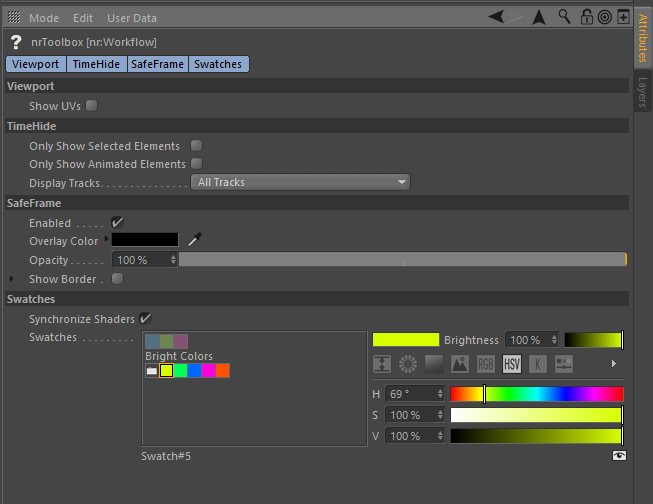 Mode Edit User Data
Attributes
Layers
? nrToolbox [nr:Workflow]
Viewport TimeHide SafeFrame Swatches
Viewport
Show UVs
TimeHide
Only Show Selected Elements
Only Show Animated Elements
Display Tracks. . . . . . . . . . . . . . All Tracks
SafeFrame
Enabled . . . . .
Overlay Color
Opacity. . . . . . 100 %
Show Border .
Swatches
Synchronize Shaders
Swatches . . . . . . . . .
Bright Colors
Swatch#5
Brightness 100 %
RGB HSV K
H 69 °
S 100 %
V 100 %